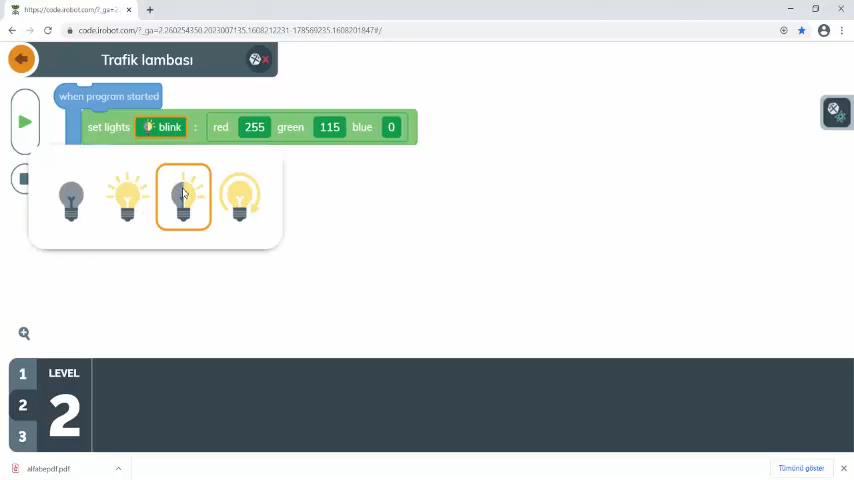 https://code.irobot.com/?_ga=2...
code.irobot.com/?_ga=2.260254350.2023007135.1608212231-178569235.1608201847#/
Trafik lambası
when program started
set lights blink : red 255 green 115 blue 0
1
2
3
LEVEL
2
alfabepdf.pdf
Tümünü göster